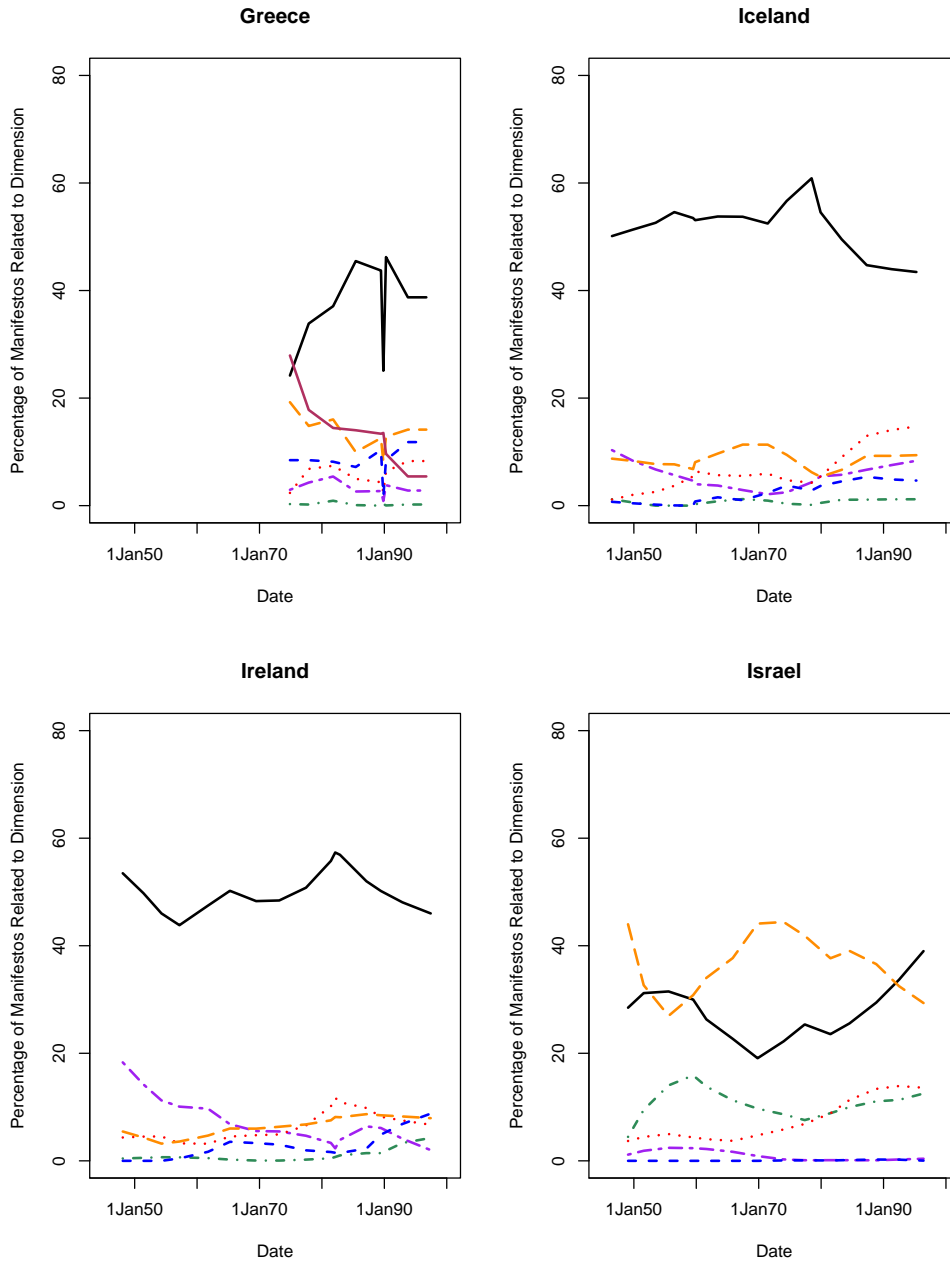 Greece
Percentage of Manifestos Related to Dimension
80
60
40
20
0
1Jan50
1Jan70
1Jan90
Date
Iceland
Percentage of Manifestos Related to Dimension
80
60
40
20
0
1Jan50
1Jan70
1Jan90
Date
Ireland
Percentage of Manifestos Related to Dimension
80
60
40
20
0
1Jan50
1Jan70
1Jan90
Date
Israel
Percentage of Manifestos Related to Dimension
80
60
40
20
0
1Jan50
1Jan70
1Jan90
Date